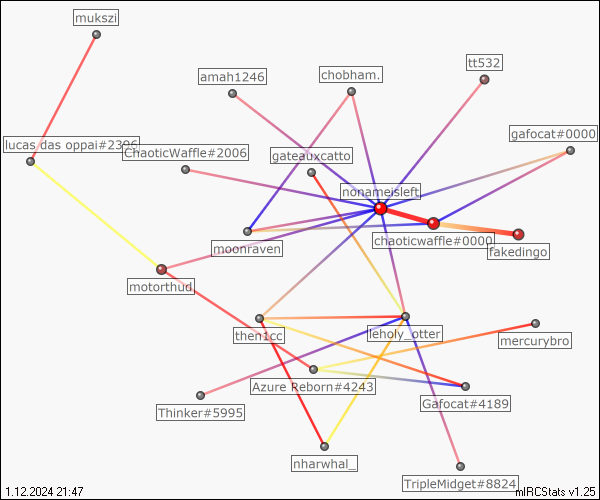 mukszi
tt532
amah1246
chobham.
gafocat#0000
lucas das oppai#2396
ChaoticWaffle#2006
gateauxcatto
nonameisleft
moonraven
chaoticwaffle#0000
fakedingo
motorthud
then1cc
leholy_otter
mercurybro
Azure Reborn#4243
Thinker#5995
Gafocat#4189
nharwhal_
TripleMidget#8824
1.12.2024 21:47
mIRCStats v1.25